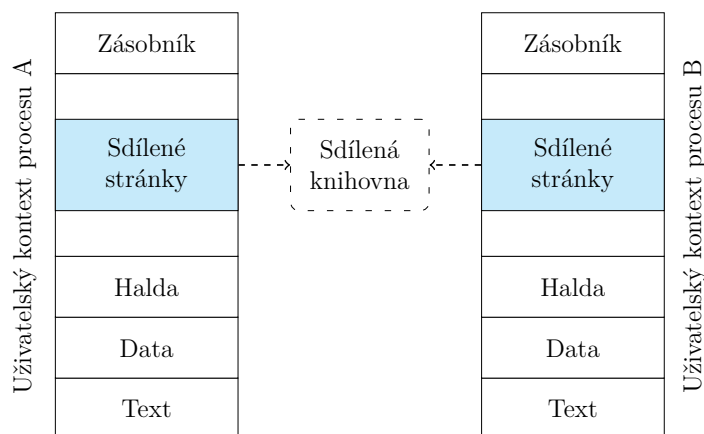 Uživatelský kontext procesu A
Zásobník
Sdílené
stránky
Halda
Data
Text
Sdílená
knihovna
Zásobník
Sdílené
stránky
Halda
Data
Text
Uživatelský kontext procesu B